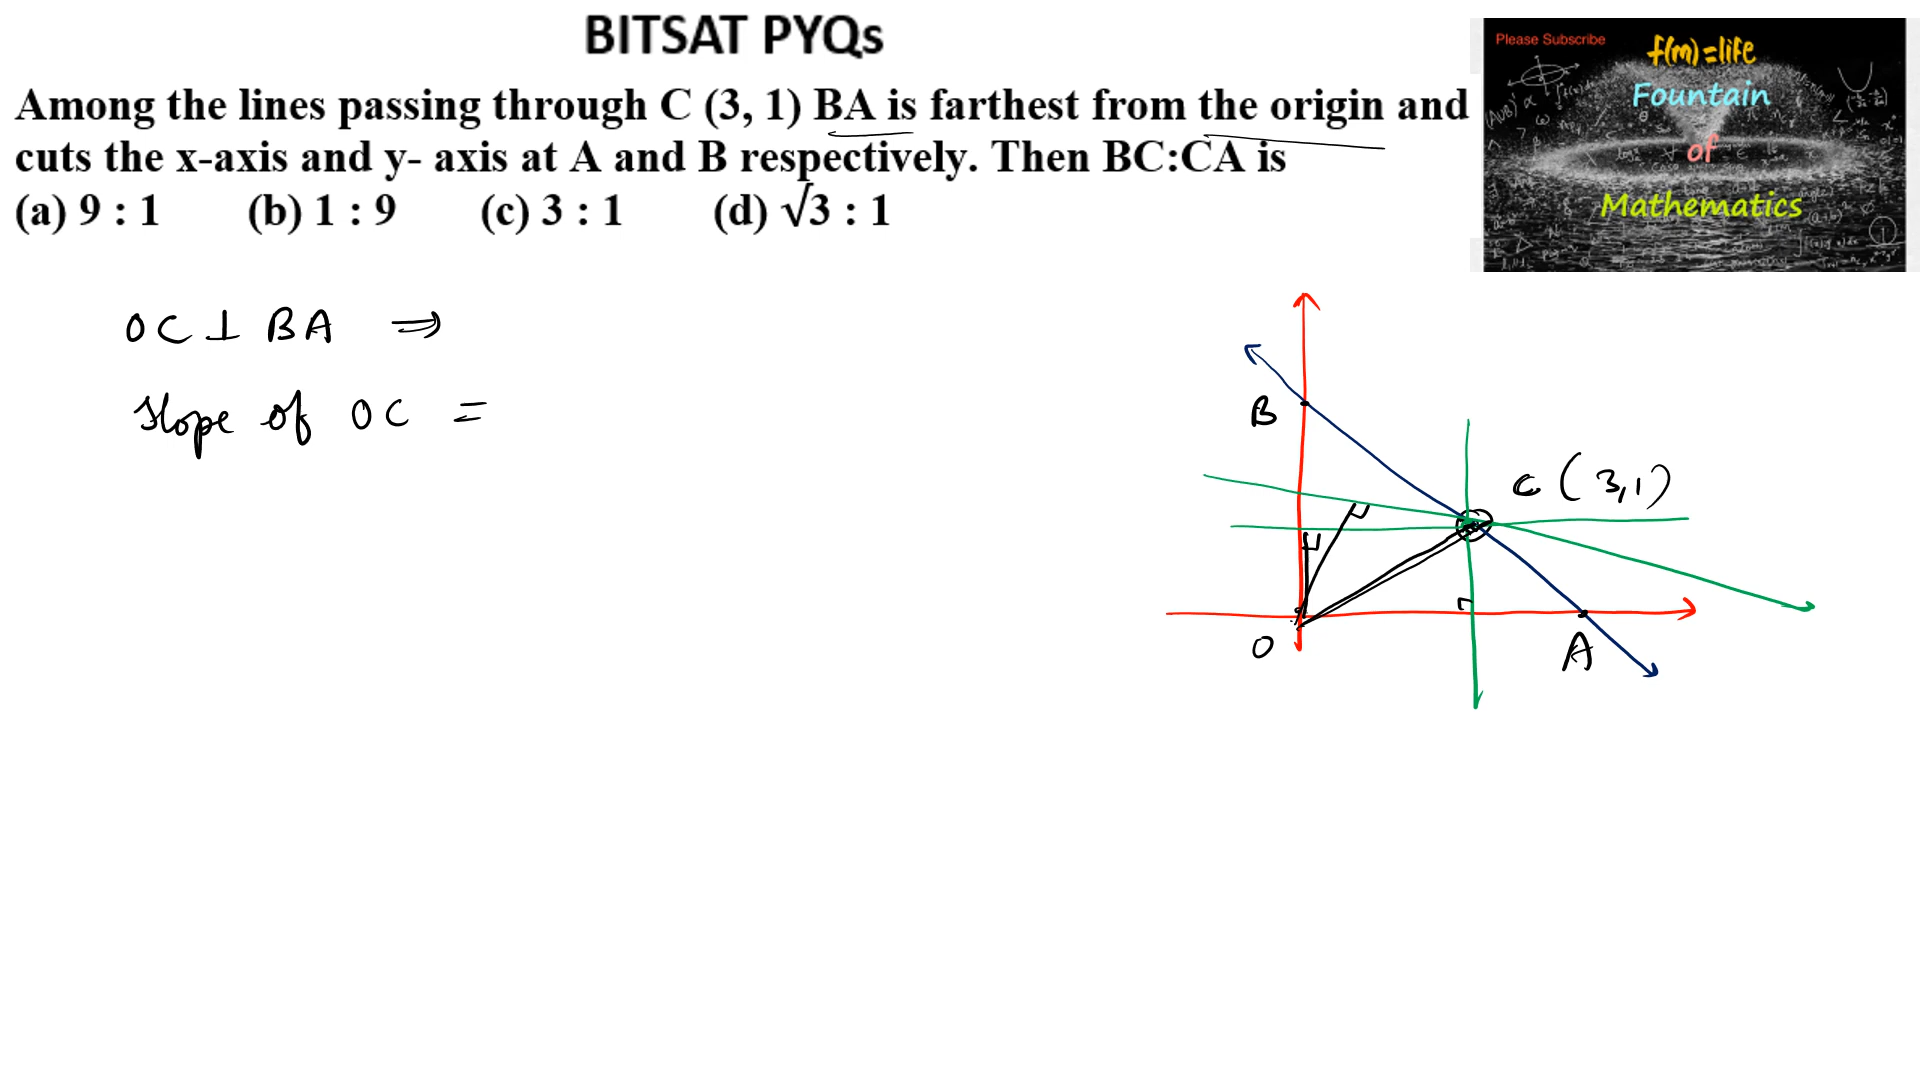 BITSAT PYQs
Please Subscribe
f(m)=life
Fountain
of
Mathematics
Among the lines passing through C (3, 1) BA is farthest from the origin and
cuts the x-axis and y- axis at A and B respectively. Then BC:CA is
(a) 9 : 1 (b) 1 : 9 (c) 3 : 1 (d) √3 : 1
OC ⊥ BA ⇒
slope of OC =
B
C (3,1)
O
A